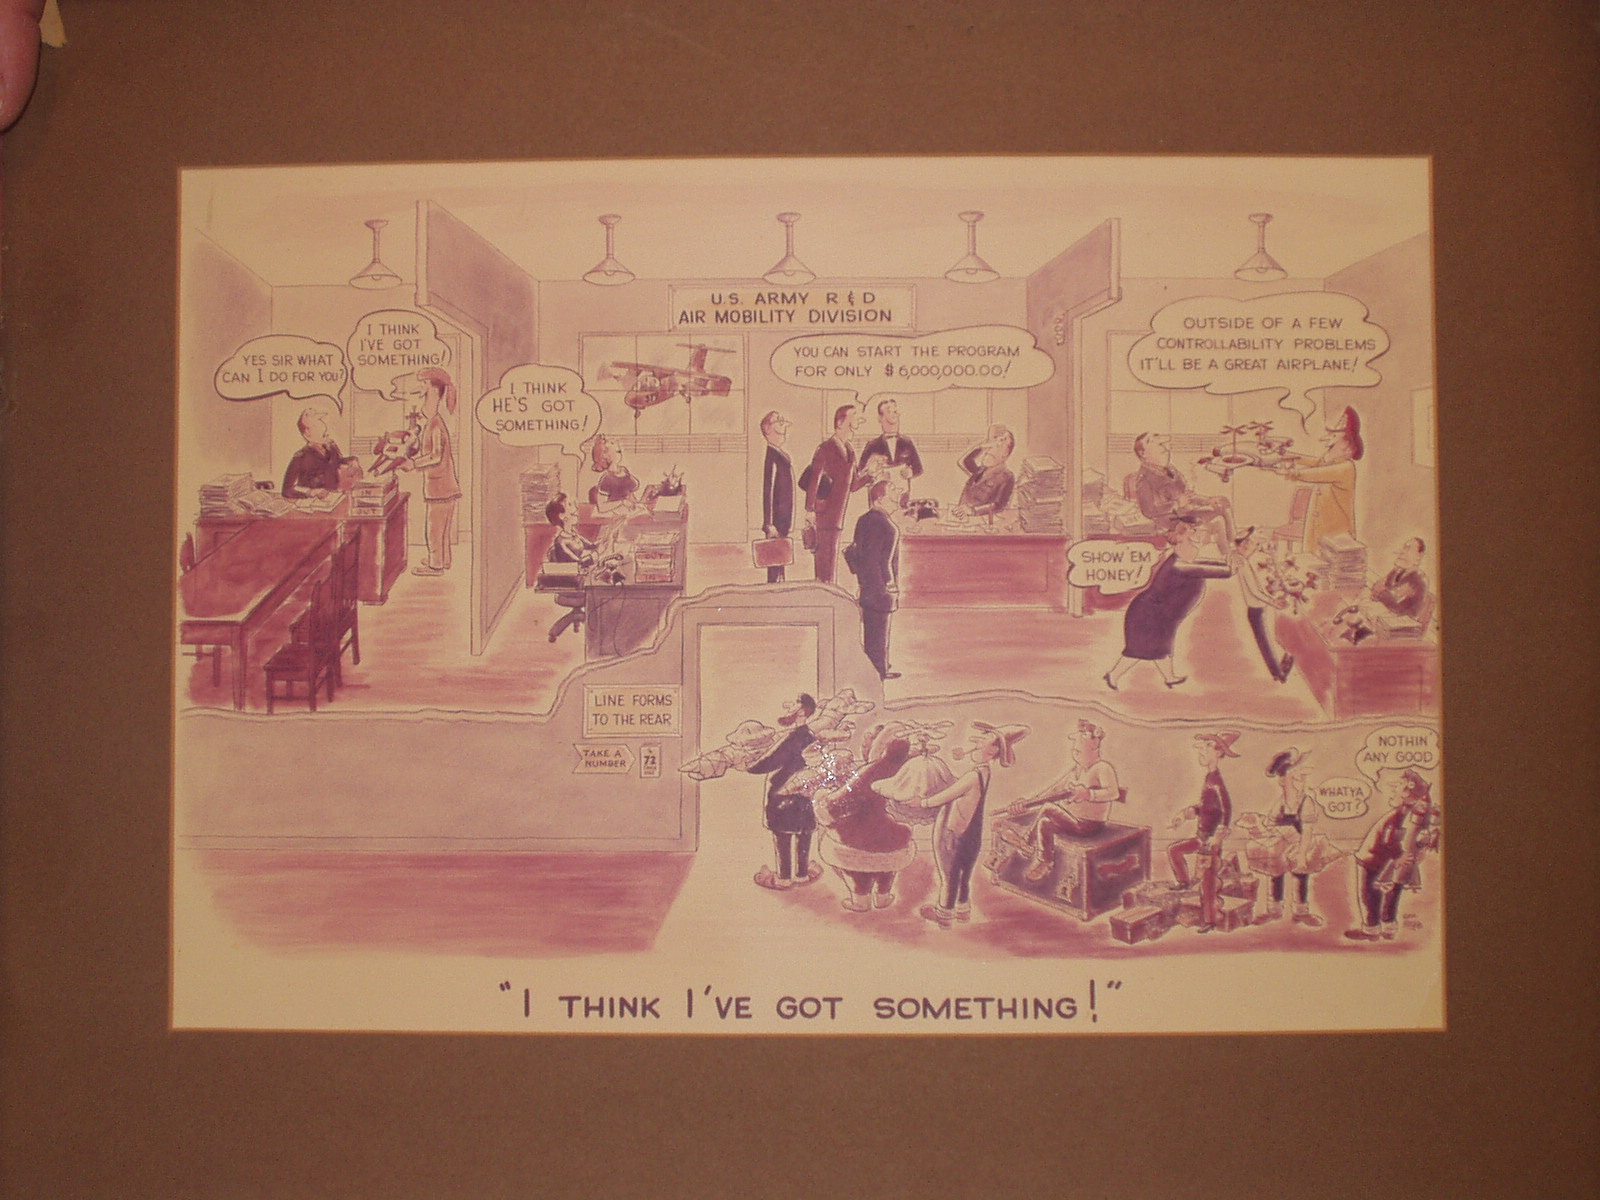 U.S. ARMY R & D
AIR MOBILITY DIVISION
YES SIR WHAT
CAN I DO FOR YOU?
I THINK
I'VE GOT
SOMETHING!
I THINK
HE'S GOT
SOMETHING!
YOU CAN START THE PROGRAM
FOR ONLY $6,000,000.00!
OUTSIDE OF A FEW
CONTROLLABILITY PROBLEMS
IT'LL BE A GREAT AIRPLANE!
SHOW 'EM
HONEY!
IN
OUT
OUT
IN
LINE FORMS
TO THE REAR
TAKE A
NUMBER
72
WHATYA
GOT?
NOTHIN'
ANY GOOD
"I THINK I'VE GOT SOMETHING!"